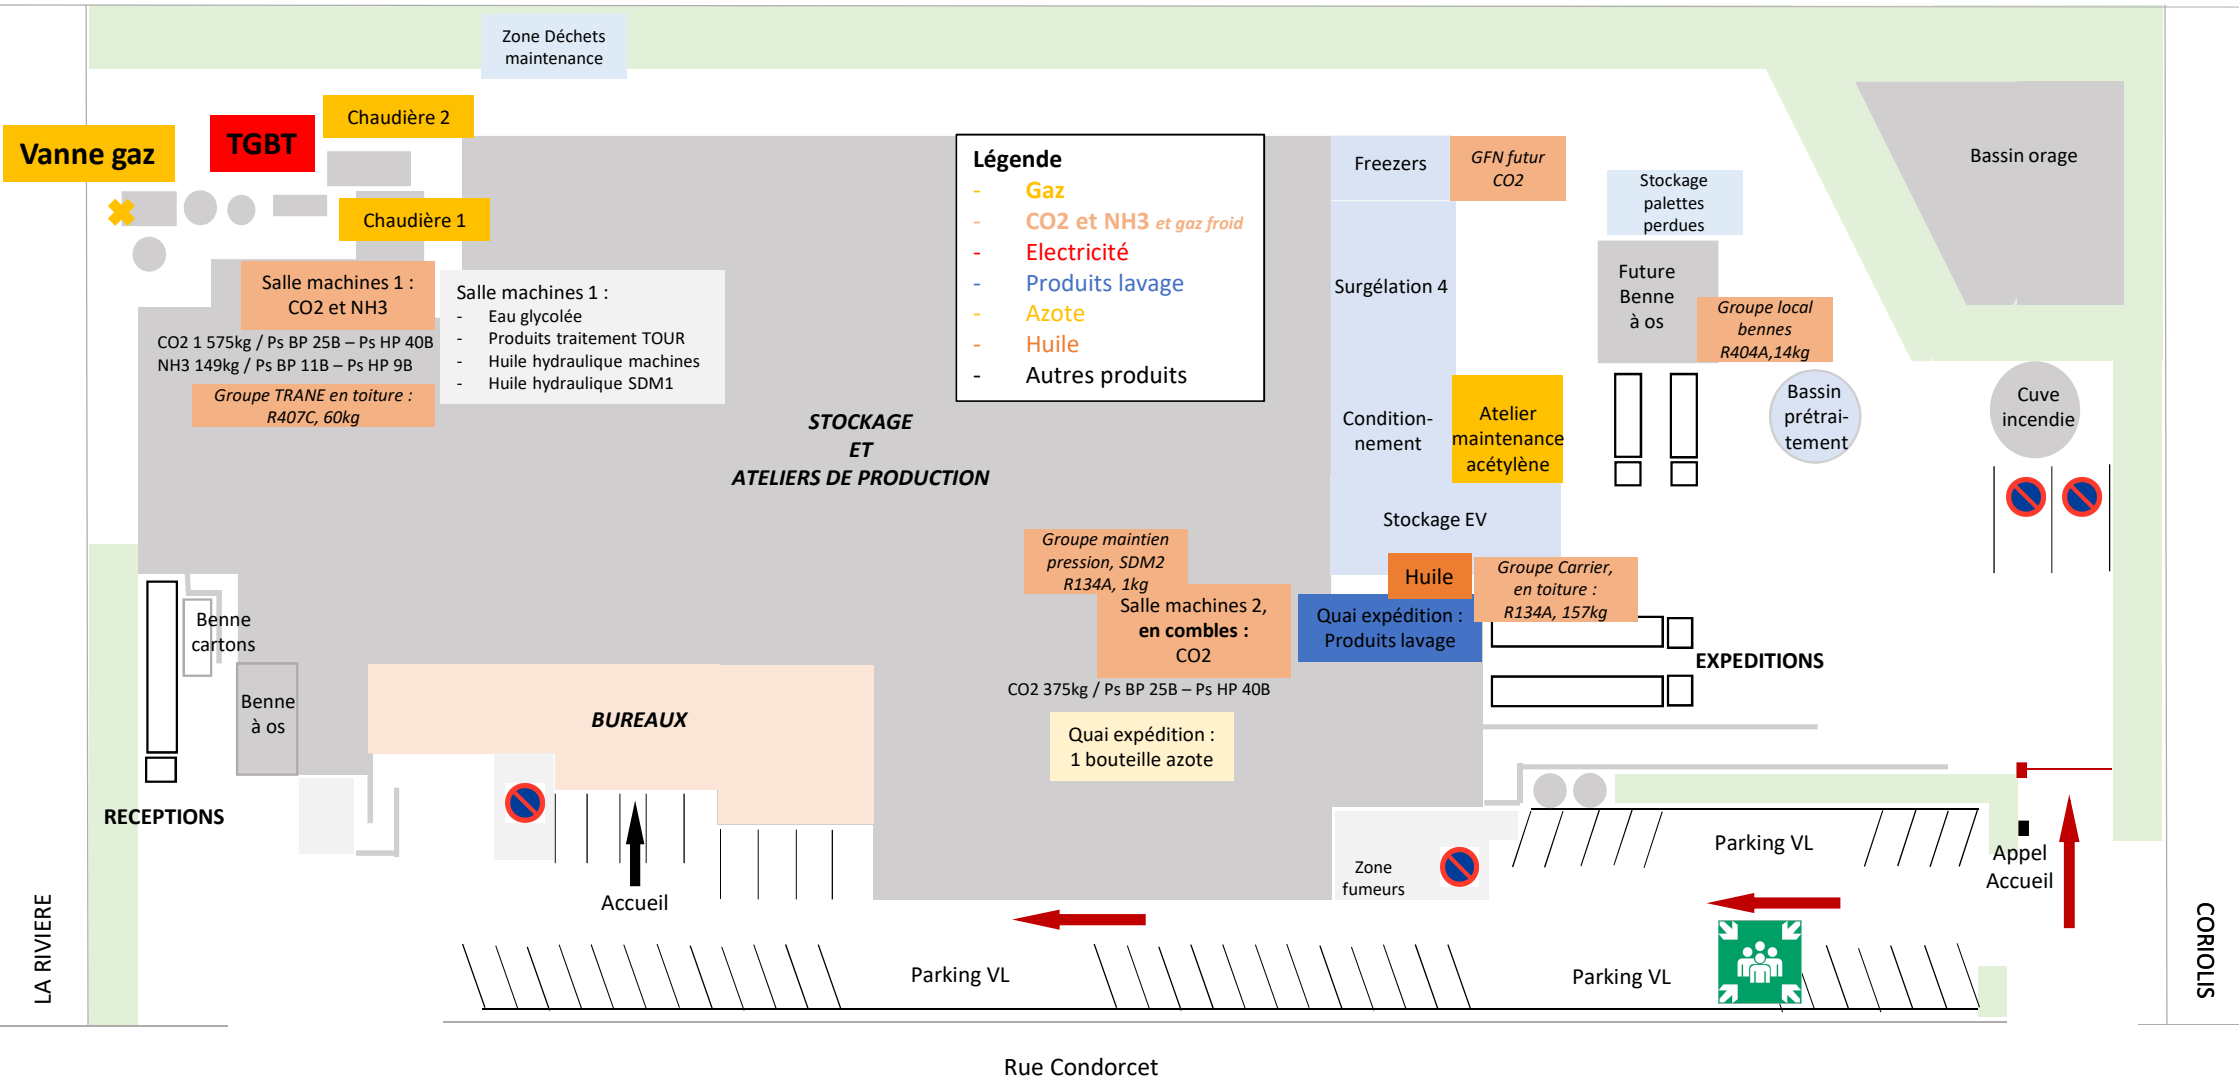 Zone Déchets
maintenance
Vanne gaz
TGBT
Chaudière 2
Chaudière 1
Salle machines 1 :
CO2 et NH3
CO2 1 575kg / Ps BP 25B – Ps HP 40B
NH3 149kg / Ps BP 11B – Ps HP 9B
Groupe TRANE en toiture :
R407C, 60kg
Salle machines 1 :
- Eau glycolée
- Produits traitement TOUR
- Huile hydraulique machines
- Huile hydraulique SDM1
STOCKAGE
ET
ATELIERS DE PRODUCTION
Légende
- Gaz
- CO2 et NH3 et gaz froid
- Electricité
- Produits lavage
- Azote
- Huile
- Autres produits
Freezers
GFN futur
CO2
Surgélation 4
Condition-
nement
Atelier
maintenance
acétylène
Stockage EV
Stockage
palettes
perdues
Future
Benne
à os
Groupe local
bennes
R404A,14kg
Bassin
prétrai-
tement
Bassin orage
Cuve
incendie
Groupe maintien
pression, SDM2
R134A, 1kg
Salle machines 2,
en combles :
CO2
CO2 375kg / Ps BP 25B – Ps HP 40B
Quai expédition :
1 bouteille azote
Huile
Quai expédition :
Produits lavage
Groupe Carrier,
en toiture :
R134A, 157kg
EXPEDITIONS
Benne
cartons
Benne
à os
BUREAUX
RECEPTIONS
Accueil
Zone
fumeurs
Parking VL
Appel
Accueil
Parking VL
Parking VL
LA RIVIERE
CORIOLIS
Rue Condorcet